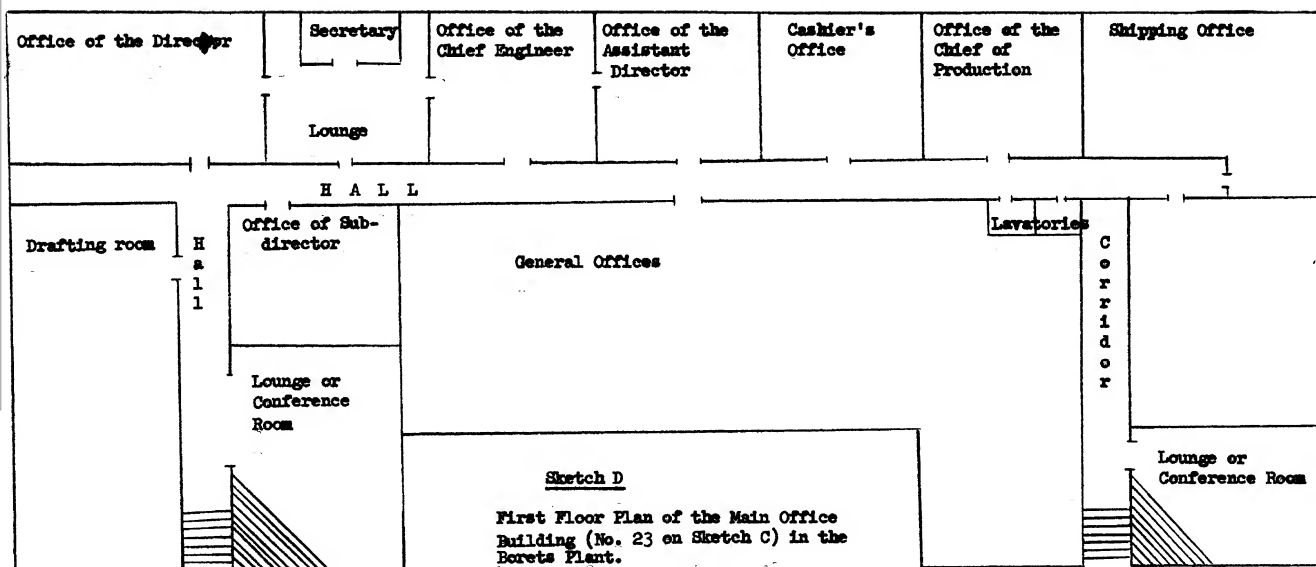 Office of the Director
Secretary
Office of the
Chief Engineer
Office of the
Assistant
Director
Cashier's
Office
Office of the
Chief of
Production
Shipping Office
Lounge
H A L L
Drafting room
Hall
Office of Sub-
director
General Offices
Lavatories
Corridor
Lounge or
Conference
Room
Lounge or
Conference Room
Sketch D
First Floor Plan of the Main Office
Building (No. 23 on Sketch C) in the
Borets Plant.